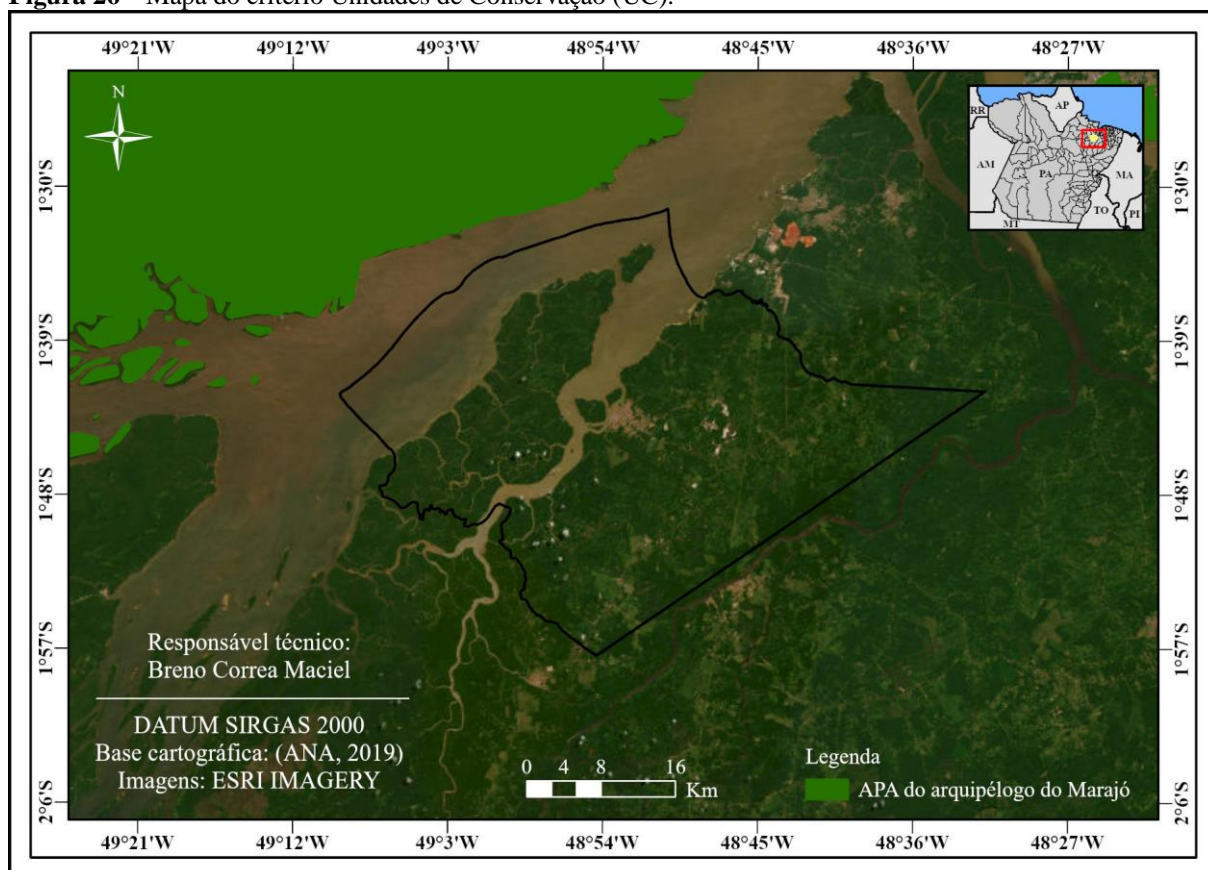 Figura 26 – Mapa do critério Unidades de Conservação (UC).
49°21'W 49°12'W 49°3'W 48°54'W 48°45'W 48°36'W 48°27'W
N
RR
AP
AM
PA
MA
TO
PI
MT
1°30'S
1°30'S
1°39'S
1°39'S
1°48'S
1°48'S
1°57'S
1°57'S
2°6'S
2°6'S
Responsável técnico:
Breno Correa Maciel
DATUM SIRGAS 2000
Base cartográfica: (ANA, 2019)
Imagens: ESRI IMAGERY
0 4 8 16
Km
Legenda
APA do arquipélogo do Marajó
49°21'W 49°12'W 49°3'W 48°54'W 48°45'W 48°36'W 48°27'W